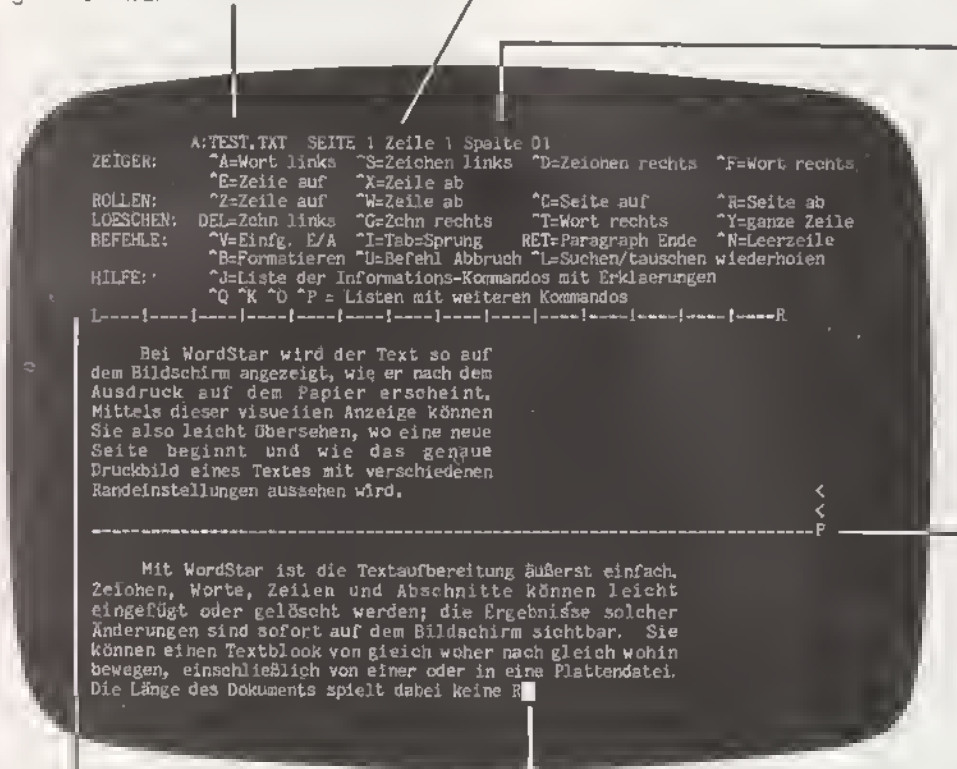 A:TEST.TXT SEITE 1 Zeile 1 Spalte 01
ZEIGER: ^A=Wort links ^S=Zeichen links ^D=Zeichen rechts ^F=Wort rechts
^E=Zeile auf ^X=Zeile ab
ROLLEN: ^Z=Zeile auf ^W=Zeile ab ^C=Seite auf ^R=Seite ab
LOESCHEN: DEL=Zchn links ^G=Zchn rechts ^T=Wort rechts ^Y=ganze Zeile
BEFEHLE: ^V=Einfg. E/A ^I=Tab=Sprung RET=Paragraph Ende ^N=Leerzeile
^B=Formatieren ^U=Befehl Abbruch ^L=Suchen/tauschen wiederholen
HILFE: ^J=Liste der Informations-Kommandos mit Erklaerungen
^Q ^K ^O ^P = Listen mit weiteren Kommandos
L----!----!----!----!----!----!----!----!----!----!----!----!----!----R
Bei WordStar wird der Text so auf
dem Bildschirm angezeigt, wie er nach dem
Ausdruck auf dem Papier erscheint.
Mittels dieser visuellen Anzeige können
Sie also leicht übersehen, wo eine neue
Seite beginnt und wie das genaue
Druckbild eines Textes mit verschiedenen
Randeinstellungen aussehen wird. <
<
-------------------------------------------------------------------------P
Mit WordStar ist die Textaufbereitung äußerst einfach.
Zeichen, Worte, Zeilen und Abschnitte können leicht
eingefügt oder gelöscht werden; die Ergebnisse solcher
Änderungen sind sofort auf dem Bildschirm sichtbar. Sie
können einen Textblock von gleich woher nach gleich wohin
bewegen, einschließlich von einer oder in eine Plattendatei.
Die Länge des Dokuments spielt dabei keine R